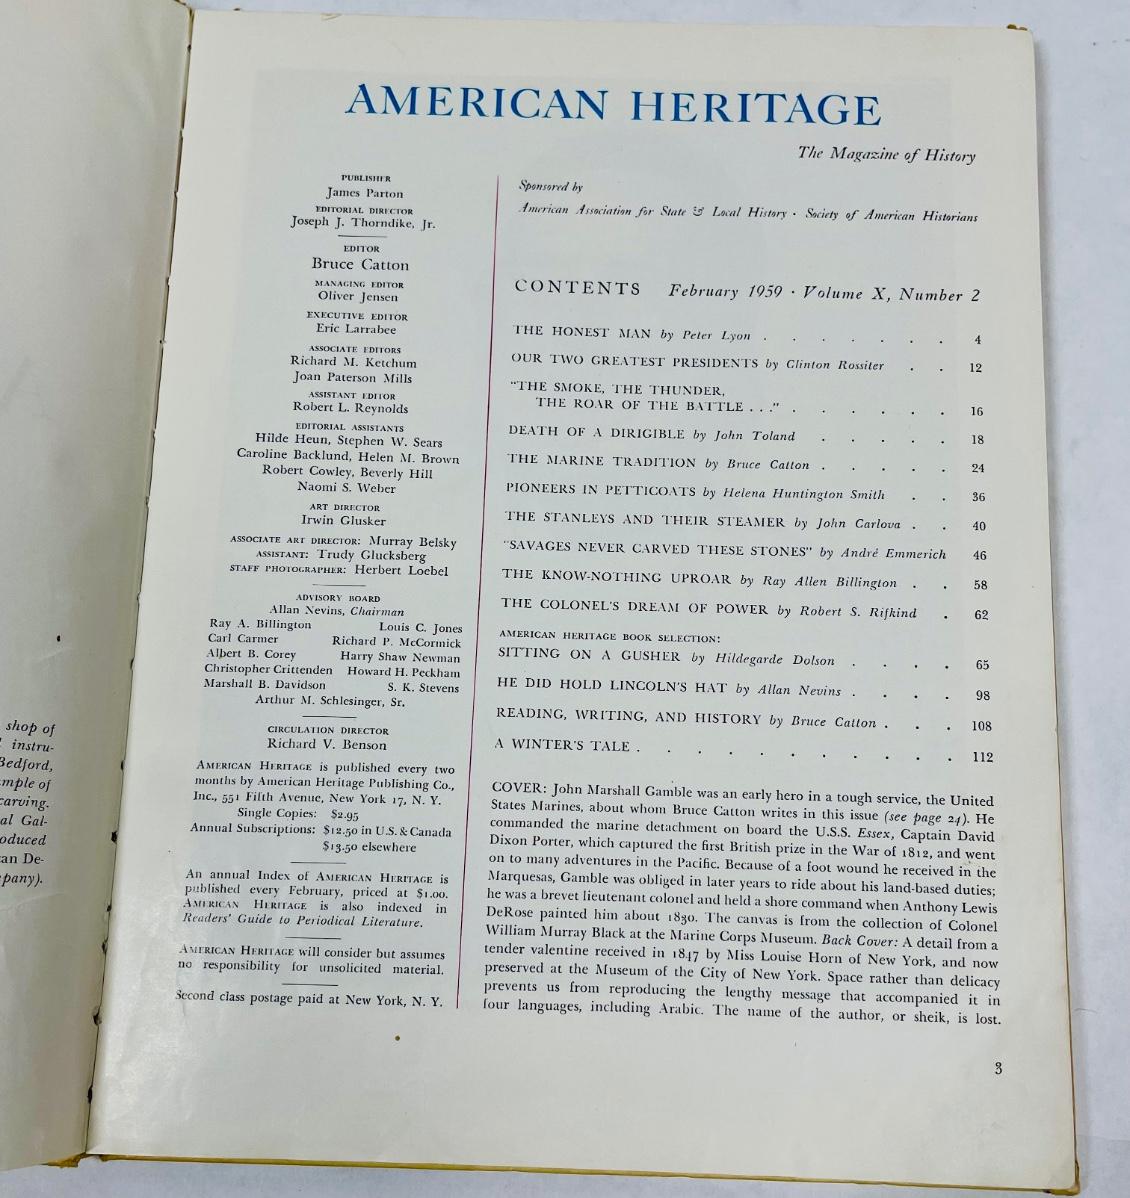 shop of
instru-
Bedford,
mple of
carving.
al Gal-
oduced
an De-
pany).
AMERICAN HERITAGE
The Magazine of History
PUBLISHER
James Parton
EDITORIAL DIRECTOR
Joseph J. Thorndike, Jr.
EDITOR
Bruce Catton
MANAGING EDITOR
Oliver Jensen
EXECUTIVE EDITOR
Eric Larrabee
ASSOCIATE EDITORS
Richard M. Ketchum
Joan Paterson Mills
ASSISTANT EDITOR
Robert L. Reynolds
EDITORIAL ASSISTANTS
Hilde Heun, Stephen W. Sears
Caroline Backlund, Helen M. Brown
Robert Cowley, Beverly Hill
Naomi S. Weber
ART DIRECTOR
Irwin Glusker
ASSOCIATE ART DIRECTOR: Murray Belsky
ASSISTANT: Trudy Glucksberg
STAFF PHOTOGRAPHER: Herbert Loebel
ADVISORY BOARD
Allan Nevins, Chairman
Ray A. Billington Louis C. Jones
Carl Carmer Richard P. McCormick
Albert B. Corey Harry Shaw Newman
Christopher Crittenden Howard H. Peckham
Marshall B. Davidson S. K. Stevens
Arthur M. Schlesinger, Sr.
CIRCULATION DIRECTOR
Richard V. Benson
AMERICAN HERITAGE is published every two
months by American Heritage Publishing Co.,
Inc., 551 Fifth Avenue, New York 17, N. Y.
Single Copies: $2.95
Annual Subscriptions: $12.50 in U.S. & Canada
$13.50 elsewhere
An annual Index of AMERICAN HERITAGE is
published every February, priced at $1.00.
AMERICAN HERITAGE is also indexed in
Readers' Guide to Periodical Literature.
AMERICAN HERITAGE will consider but assumes
no responsibility for unsolicited material.
Second class postage paid at New York, N. Y.
Sponsored by
American Association for State & Local History · Society of American Historians
CONTENTS February 1959 · Volume X, Number 2
THE HONEST MAN by Peter Lyon . . . . . . . 4
OUR TWO GREATEST PRESIDENTS by Clinton Rossiter . . 12
"THE SMOKE, THE THUNDER,
THE ROAR OF THE BATTLE . . ." . . . . . . 16
DEATH OF A DIRIGIBLE by John Toland . . . . . 18
THE MARINE TRADITION by Bruce Catton . . . . . 24
PIONEERS IN PETTICOATS by Helena Huntington Smith . . 36
THE STANLEYS AND THEIR STEAMER by John Carlova . . 40
"SAVAGES NEVER CARVED THESE STONES" by André Emmerich 46
THE KNOW-NOTHING UPROAR by Ray Allen Billington . . 58
THE COLONEL'S DREAM OF POWER by Robert S. Rifkind . 62
AMERICAN HERITAGE BOOK SELECTION:
SITTING ON A GUSHER by Hildegarde Dolson . . . . 65
HE DID HOLD LINCOLN'S HAT by Allan Nevins . . . . 98
READING, WRITING, AND HISTORY by Bruce Catton . . . 108
A WINTER'S TALE . . . . . . . . . . . 112
COVER: John Marshall Gamble was an early hero in a tough service, the United
States Marines, about whom Bruce Catton writes in this issue (see page 24). He
commanded the marine detachment on board the U.S.S. Essex, Captain David
Dixon Porter, which captured the first British prize in the War of 1812, and went
on to many adventures in the Pacific. Because of a foot wound he received in the
Marquesas, Gamble was obliged in later years to ride about his land-based duties;
he was a brevet lieutenant colonel and held a shore command when Anthony Lewis
DeRose painted him about 1830. The canvas is from the collection of Colonel
William Murray Black at the Marine Corps Museum. Back Cover: A detail from a
tender valentine received in 1847 by Miss Louise Horn of New York, and now
preserved at the Museum of the City of New York. Space rather than delicacy
prevents us from reproducing the lengthy message that accompanied it in
four languages, including Arabic. The name of the author, or sheik, is lost.
3